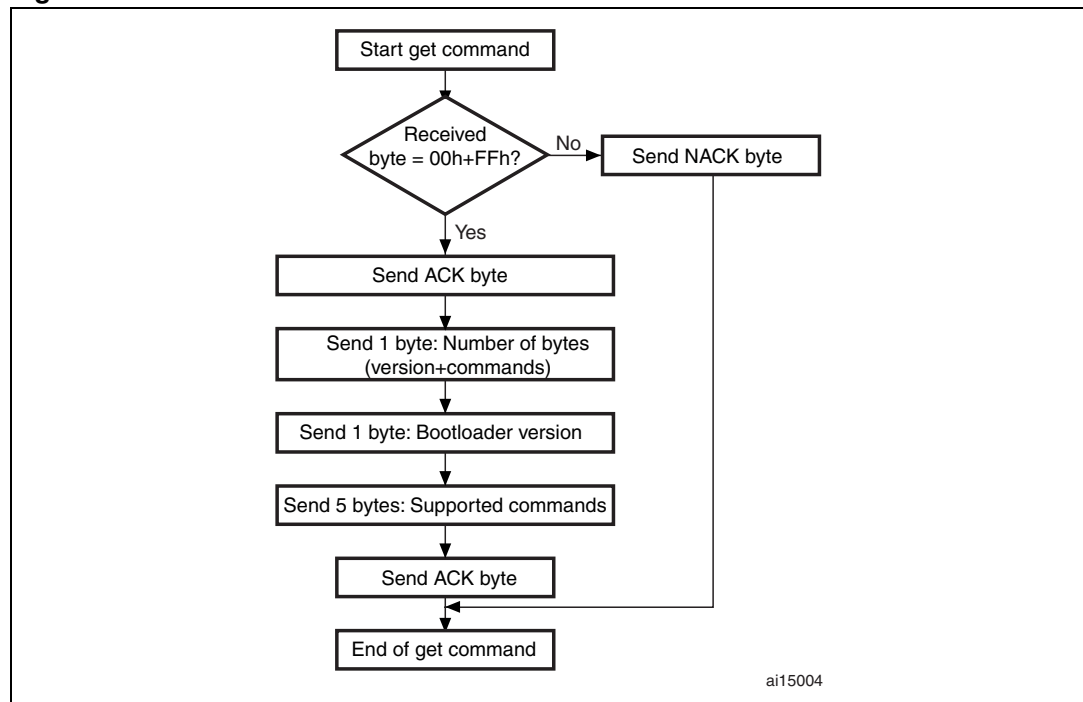 Start get command
Received
byte = 00h+FFh?
No
Send NACK byte
Yes
Send ACK byte
Send 1 byte: Number of bytes
(version+commands)
Send 1 byte: Bootloader version
Send 5 bytes: Supported commands
Send ACK byte
End of get command
ai15004